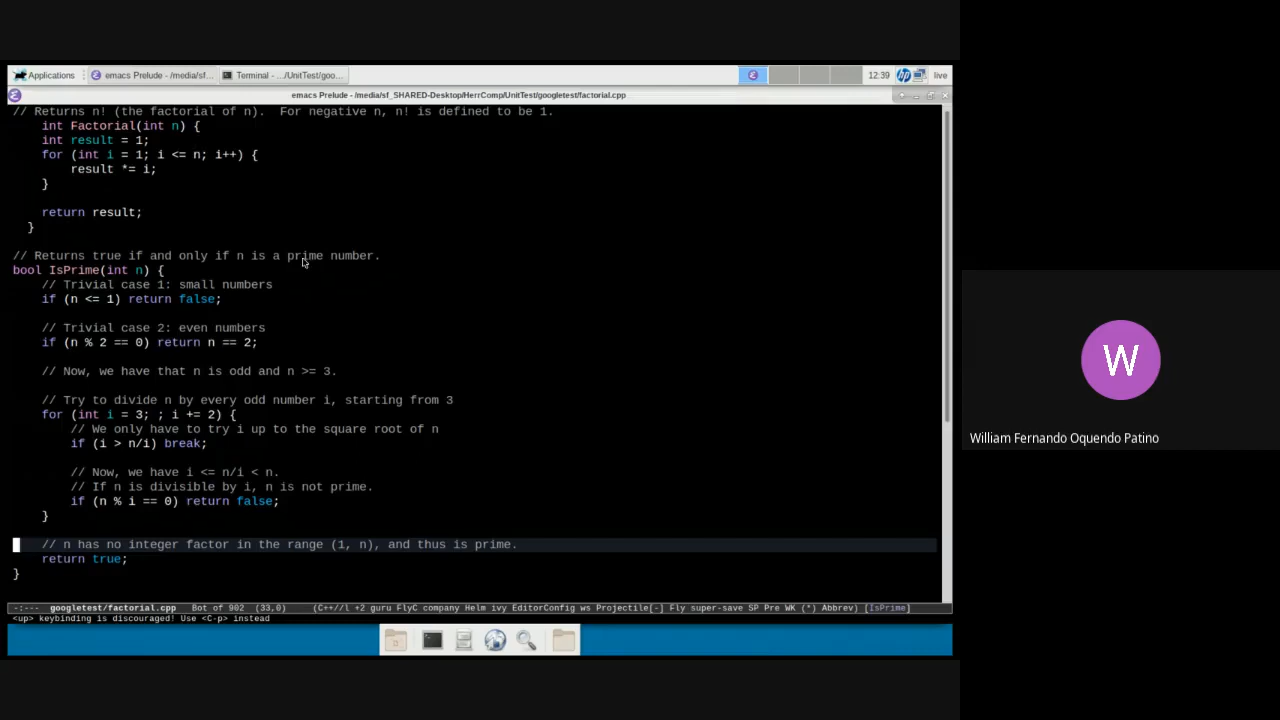 Applications
emacs Prelude - /media/sf...
Terminal - .../UnitTest/goo...
12:39
live
emacs Prelude - /media/sf_SHARED-Desktop/HerrComp/UnitTest/googletest/factorial.cpp
// Returns n! (the factorial of n).  For negative n, n! is defined to be 1.
int Factorial(int n) {
int result = 1;
for (int i = 1; i <= n; i++) {
result *= i;
}
return result;
}
// Returns true if and only if n is a prime number.
bool IsPrime(int n) {
// Trivial case 1: small numbers
if (n <= 1) return false;
// Trivial case 2: even numbers
if (n % 2 == 0) return n == 2;
// Now, we have that n is odd and n >= 3.
// Try to divide n by every odd number i, starting from 3
for (int i = 3; ; i += 2) {
// We only have to try i up to the square root of n
if (i > n/i) break;
// Now, we have i <= n/i < n.
// If n is divisible by i, n is not prime.
if (n % i == 0) return false;
}
// n has no integer factor in the range (1, n), and thus is prime.
return true;
}
-:---  googletest/factorial.cpp   Bot of 902  (33,0)     (C++//l +2 guru FlyC company Helm ivy EditorConfig ws Projectile[-] Fly super-save SP Pre WK (*) Abbrev) [IsPrime]
<up> keybinding is discouraged! Use <C-p> instead
W
William Fernando Oquendo Patino